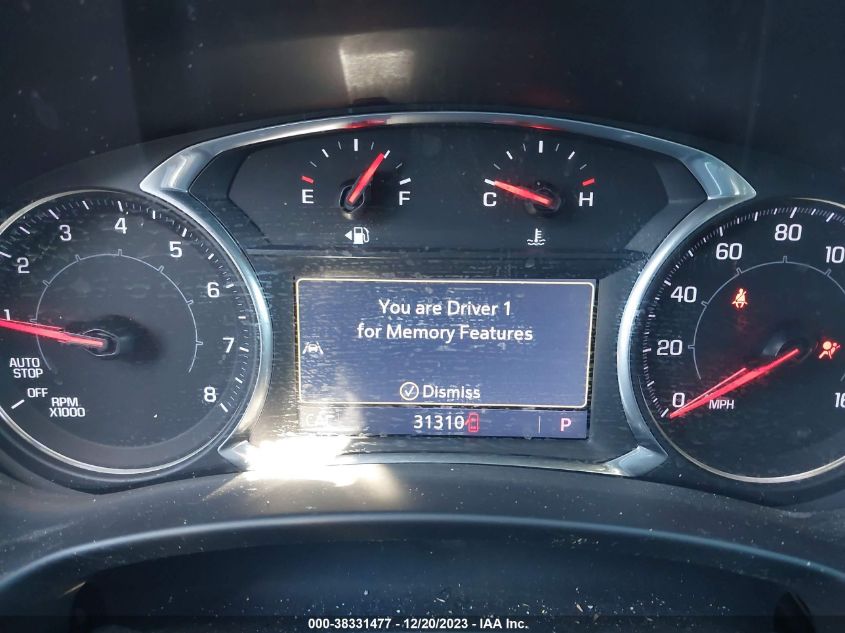 E F
C H
1 2 3 4 5 6 7 8
AUTO
STOP
OFF
RPM
X1000
You are Driver 1
for Memory Features
Dismiss
31310
P
0 20 40 60 80
MPH
000-38331477 - 12/20/2023 - IAA Inc.